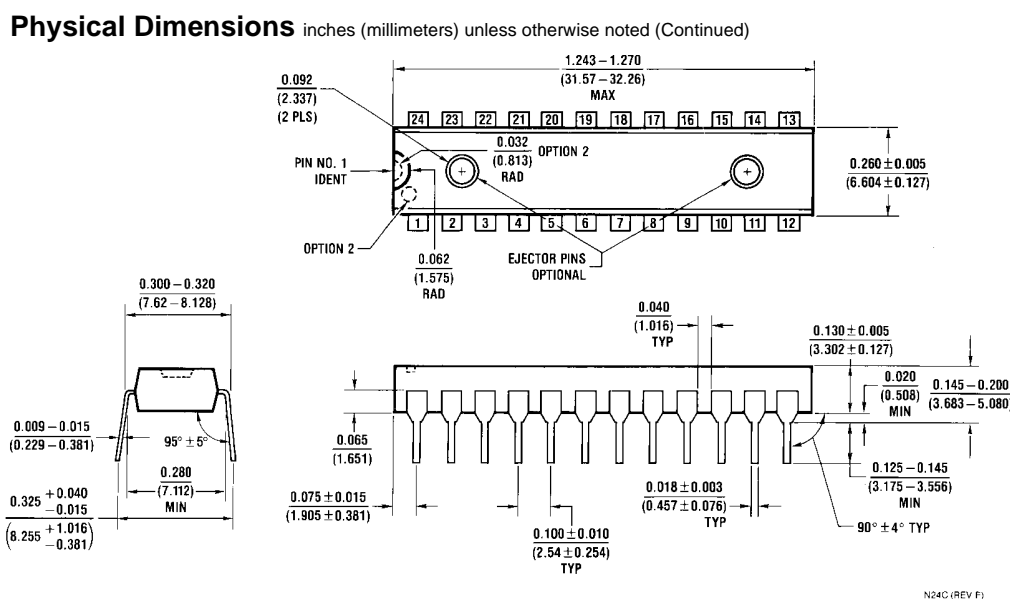 Physical Dimensions inches (millimeters) unless otherwise noted (Continued)
1.243 – 1.270
(31.57 – 32.26)
MAX
0.092
(2.337)
(2 PLS)
24 23 22 21 20 19 18 17 16 15 14 13
0.032
(0.813)
RAD
OPTION 2
PIN NO. 1
IDENT
0.260 ± 0.005
(6.604 ± 0.127)
1 2 3 4 5 6 7 8 9 10 11 12
OPTION 2
0.062
(1.575)
RAD
EJECTOR PINS
OPTIONAL
0.300 – 0.320
(7.62 – 8.128)
0.040
(1.016)
TYP
0.130 ± 0.005
(3.302 ± 0.127)
0.020
(0.508)
MIN
0.145 – 0.200
(3.683 – 5.080)
0.009 – 0.015
(0.229 – 0.381)
95° ± 5°
0.065
(1.651)
0.280
(7.112)
MIN
0.125 – 0.145
(3.175 – 3.556)
MIN
0.325 + 0.040
– 0.015
(8.255 + 1.016
– 0.381)
0.075 ± 0.015
(1.905 ± 0.381)
0.018 ± 0.003
(0.457 ± 0.076)
TYP
0.100 ± 0.010
(2.54 ± 0.254)
TYP
90° ± 4° TYP
N24C (REV F)